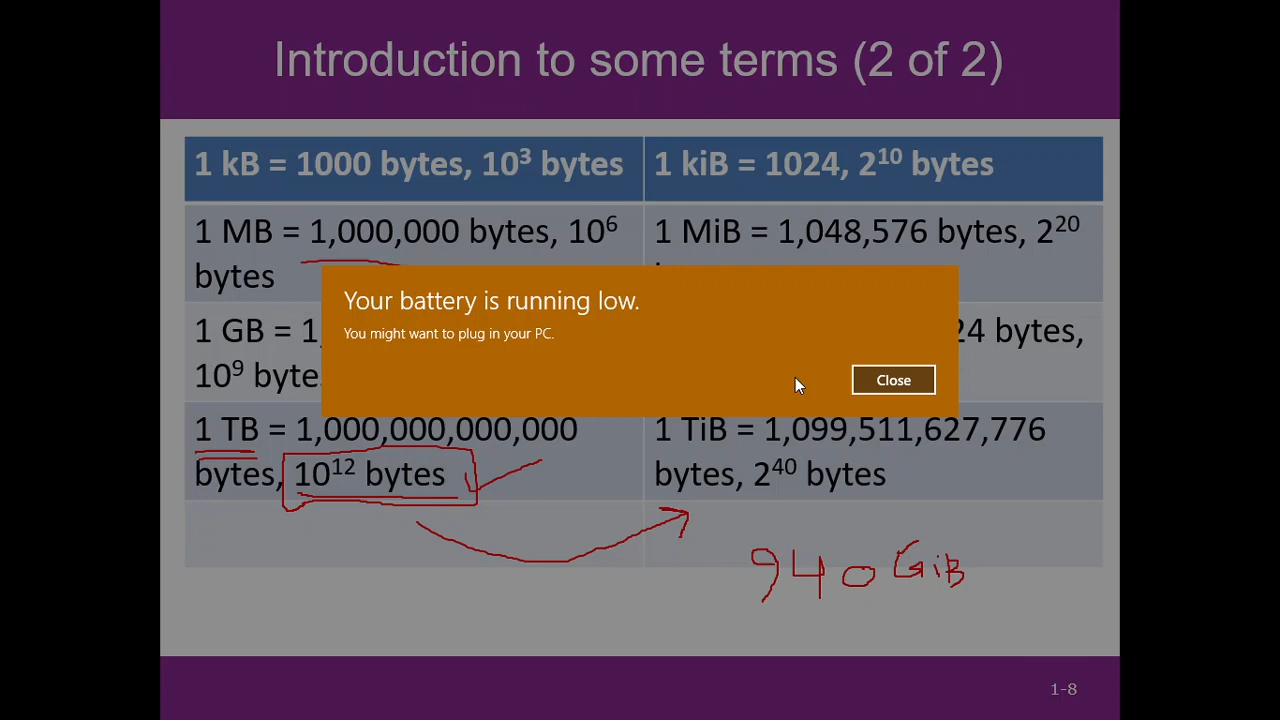 Introduction to some terms (2 of 2)
1 kB = 1000 bytes, 10³ bytes
1 kiB = 1024, 2¹⁰ bytes
1 MB = 1,000,000 bytes, 10⁶
bytes
1 MiB = 1,048,576 bytes, 2²⁰
Your battery is running low.
You might want to plug in your PC.
Close
1 GB = 1,
10⁹ byte
24 bytes,
1 TB = 1,000,000,000,000
bytes, 10¹² bytes
1 TiB = 1,099,511,627,776
bytes, 2⁴⁰ bytes
940 GiB
1-8